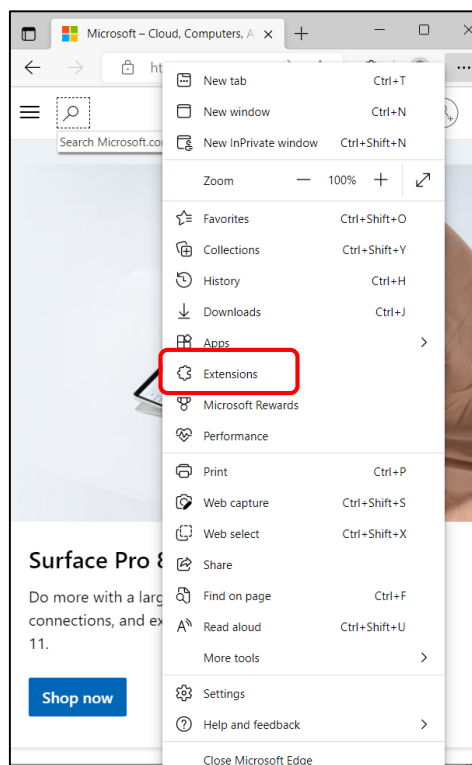 Microsoft – Cloud, Computers, A
ht
Search Microsoft.co
New tab Ctrl+T
New window Ctrl+N
New InPrivate window Ctrl+Shift+N
Zoom 100%
Favorites Ctrl+Shift+O
Collections Ctrl+Shift+Y
History Ctrl+H
Downloads Ctrl+J
Apps
Extensions
Microsoft Rewards
Performance
Print Ctrl+P
Web capture Ctrl+Shift+S
Web select Ctrl+Shift+X
Share
Find on page Ctrl+F
Read aloud Ctrl+Shift+U
More tools
Settings
Help and feedback
Close Microsoft Edge
Surface Pro 8
Do more with a larg
connections, and ex
11.
Shop now